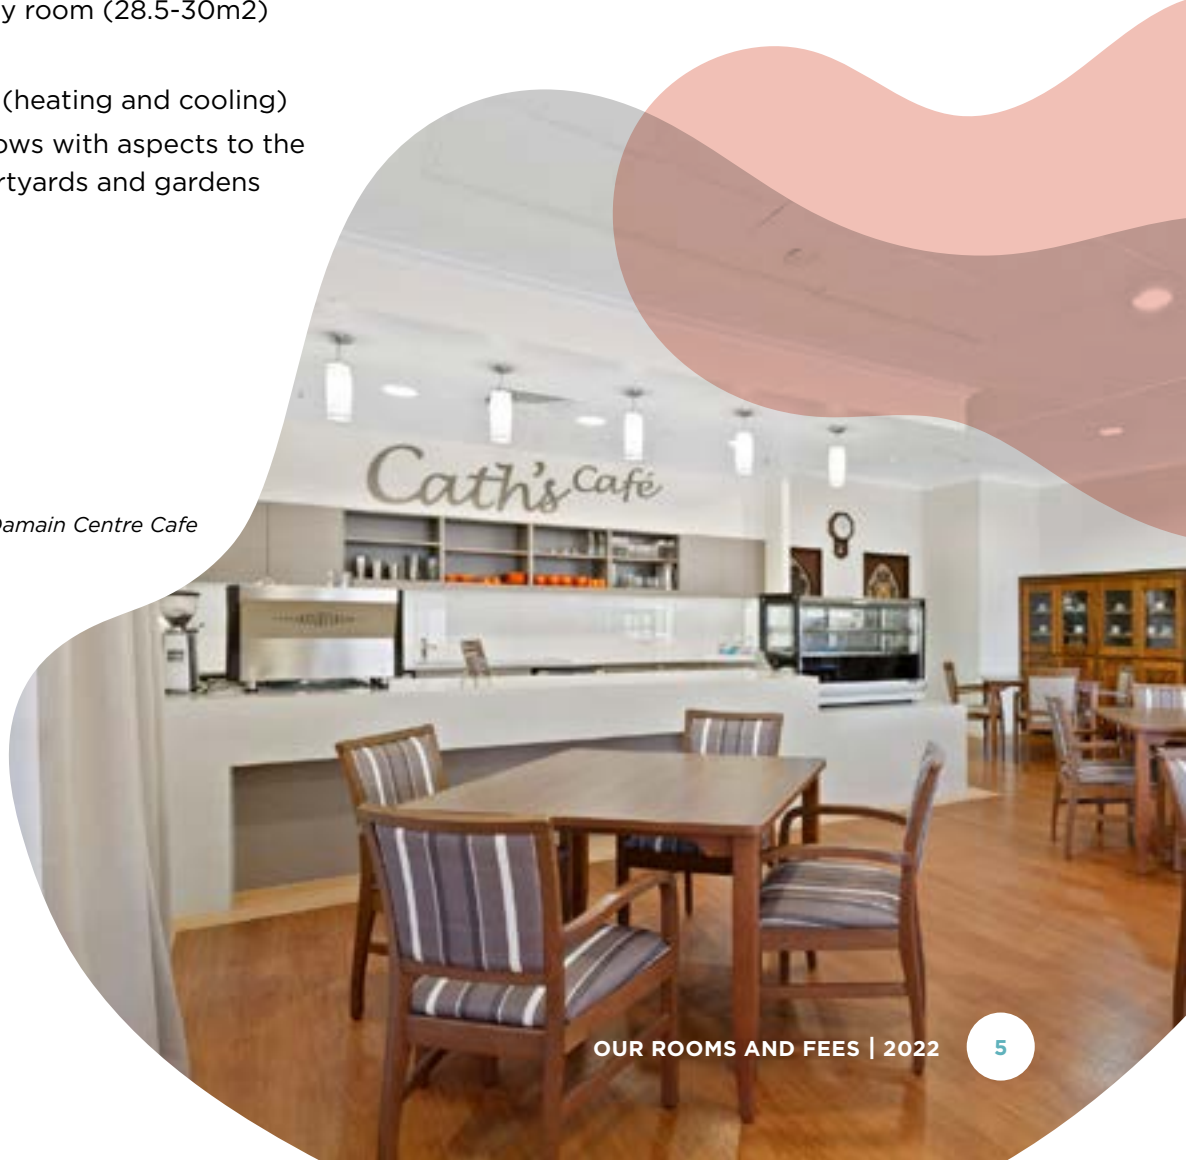 y room (28.5-30m2)
(heating and cooling)
ows with aspects to the
rtyards and gardens
Cath's Café
Damain Centre Cafe
OUR ROOMS AND FEES | 2022
5